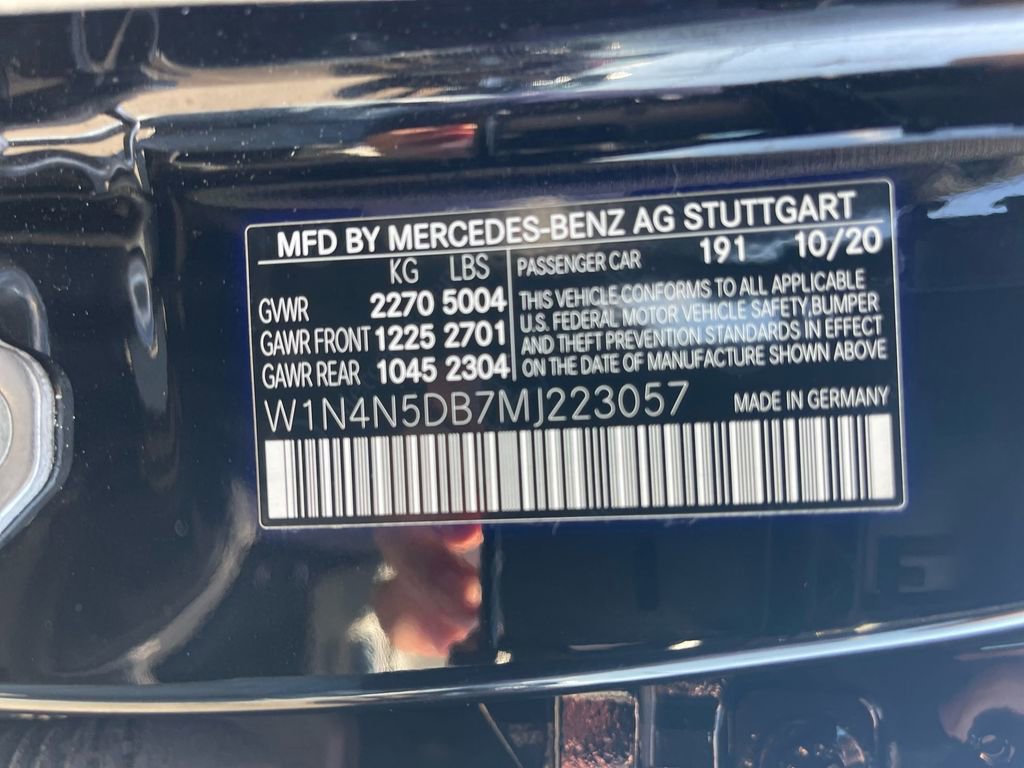 MFD BY MERCEDES-BENZ AG STUTTGART
KG LBS PASSENGER CAR 191 10/20
GVWR 2270 5004
GAWR FRONT 1225 2701
GAWR REAR 1045 2304
THIS VEHICLE CONFORMS TO ALL APPLICABLE
U.S. FEDERAL MOTOR VEHICLE SAFETY, BUMPER
AND THEFT PREVENTION STANDARDS IN EFFECT
ON THE DATE OF MANUFACTURE SHOWN ABOVE
W1N4N5DB7MJ223057 MADE IN GERMANY